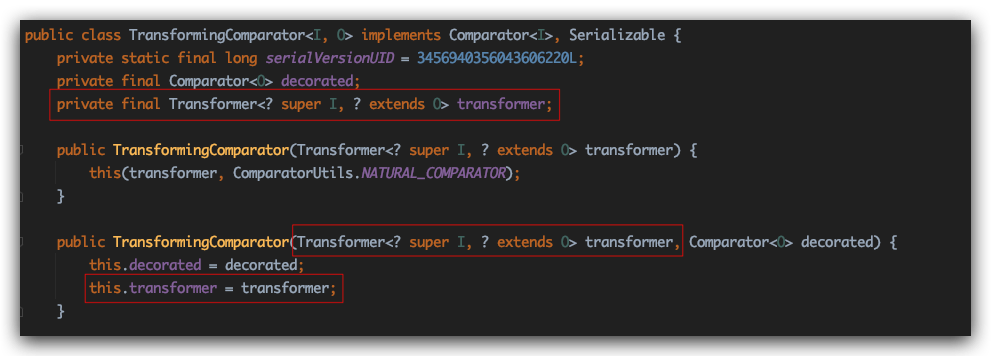 public class TransformingComparator<I, O> implements Comparator<I>, Serializable {
private static final long serialVersionUID = 3456940356043606220L;
private final Comparator<O> decorated;
private final Transformer<? super I, ? extends O> transformer;
public TransformingComparator(Transformer<? super I, ? extends O> transformer) {
this(transformer, ComparatorUtils.NATURAL_COMPARATOR);
}
public TransformingComparator(Transformer<? super I, ? extends O> transformer, Comparator<O> decorated) {
this.decorated = decorated;
this.transformer = transformer;
}